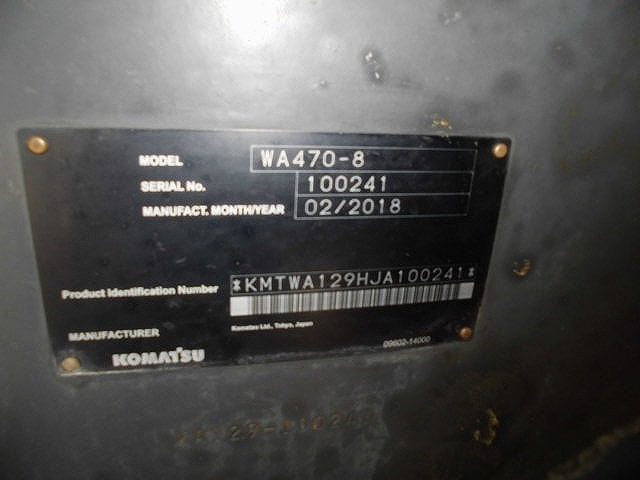 MODEL WA470-8
SERIAL No. 100241
MANUFACT. MONTH/YEAR 02/2018
Product Identification Number *KMTWA129HJA100241*
MANUFACTURER Komatsu Ltd., Tokyo, Japan
KOMATSU 09602-14000